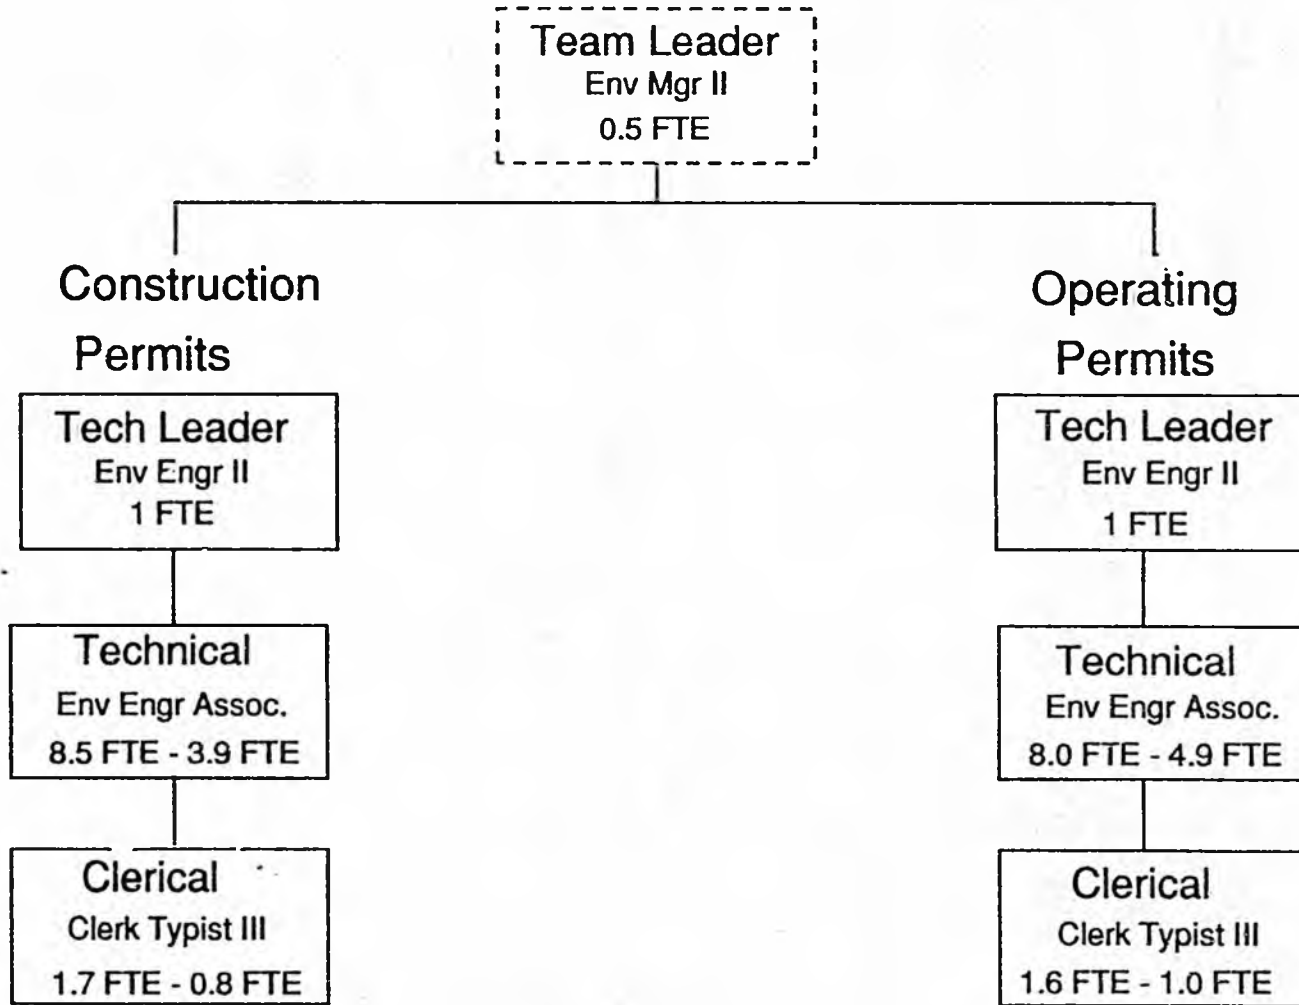 Team Leader
Env Mgr II
0.5 FTE
Construction
Permits
Tech Leader
Env Engr II
1 FTE
Technical
Env Engr Assoc.
8.5 FTE - 3.9 FTE
Clerical
Clerk Typist III
1.7 FTE - 0.8 FTE
Operating
Permits
Tech Leader
Env Engr II
1 FTE
Technical
Env Engr Assoc.
8.0 FTE - 4.9 FTE
Clerical
Clerk Typist III
1.6 FTE - 1.0 FTE